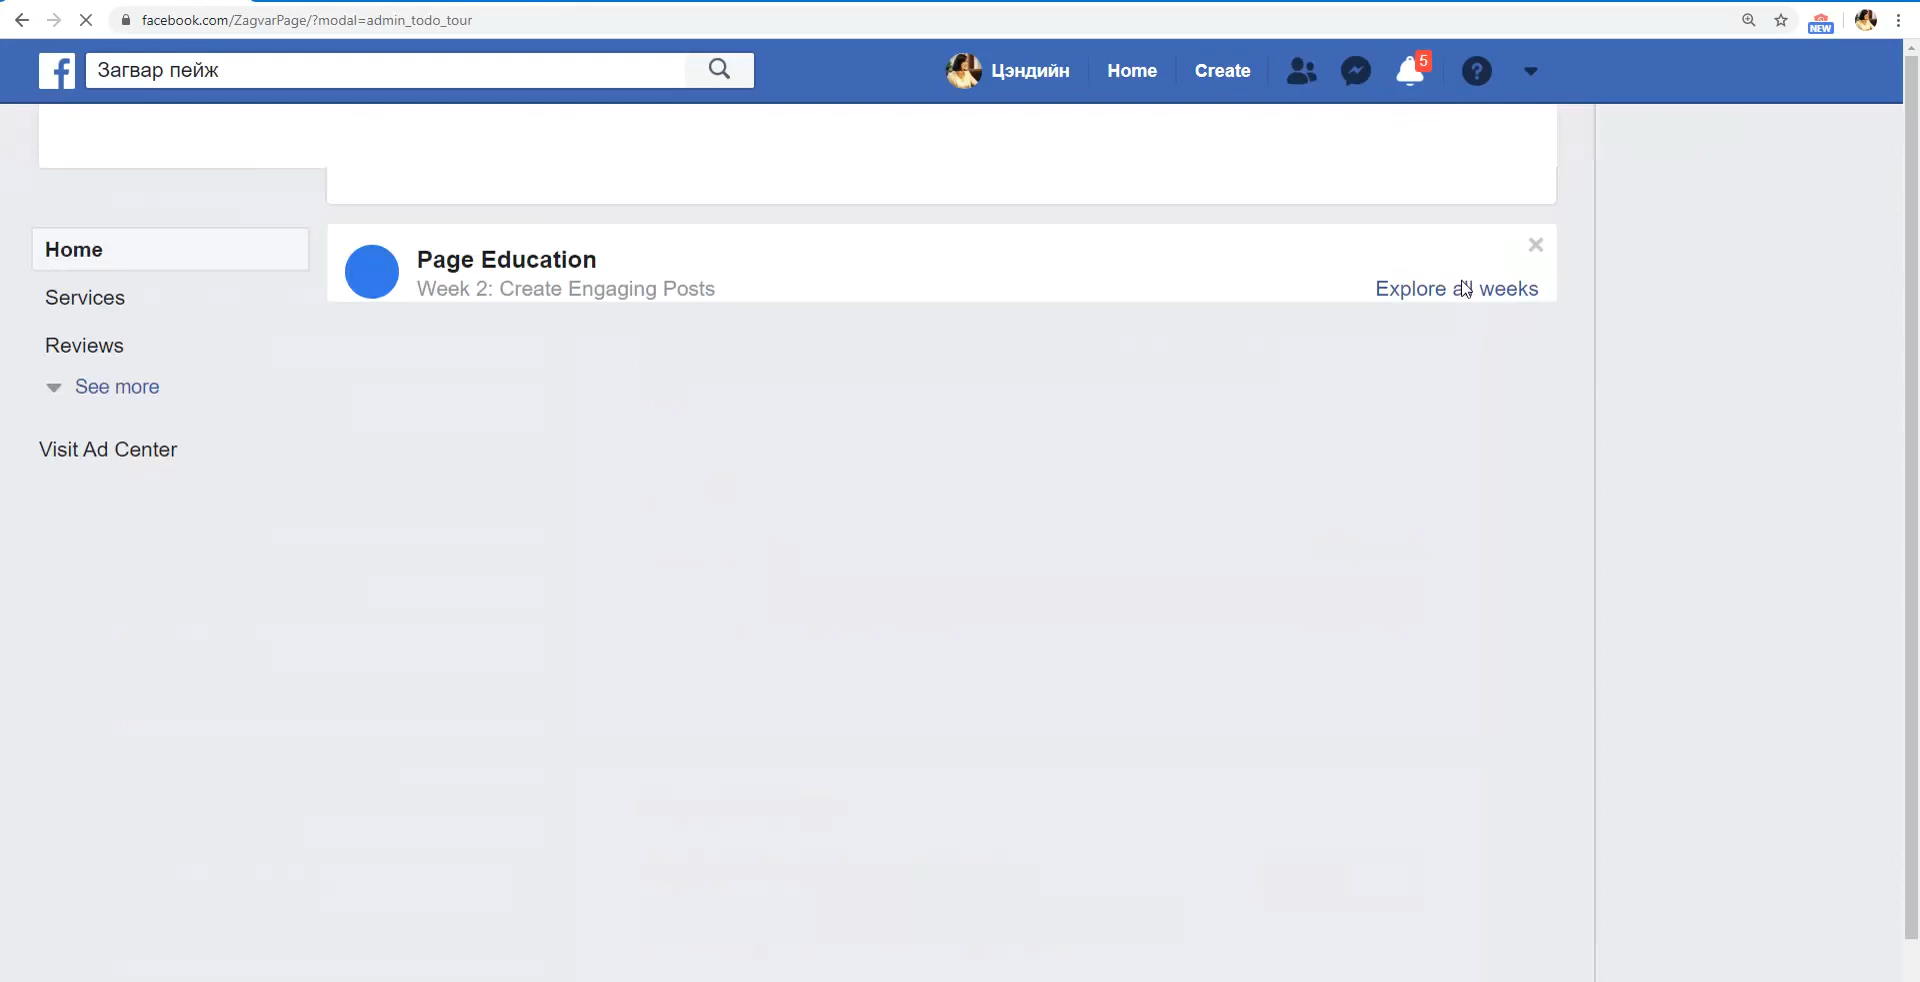 facebook.com/ZagvarPage/?modal=admin_todo_tour
NEW
Загвар пейж
Цэндийн
Home
Create
5
Home
Services
Reviews
See more
Visit Ad Center
Page Education
Week 2: Create Engaging Posts
Explore all weeks